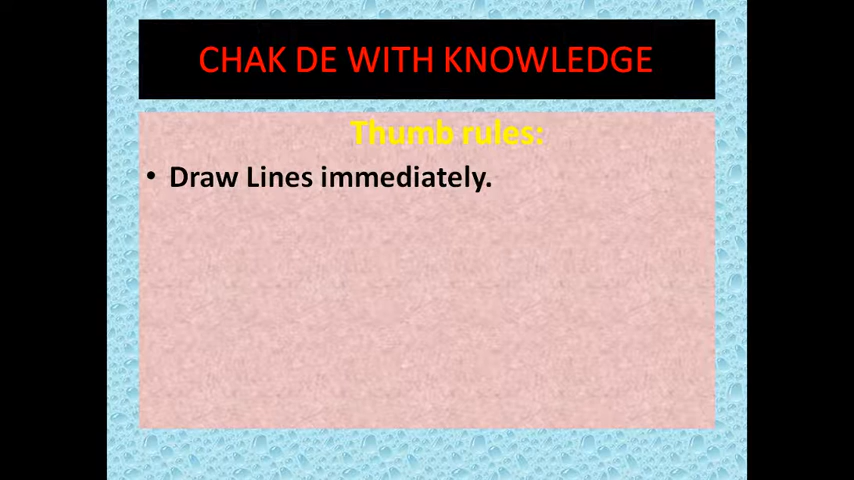 CHAK DE WITH KNOWLEDGE
Thumb rules:
• Draw Lines immediately.